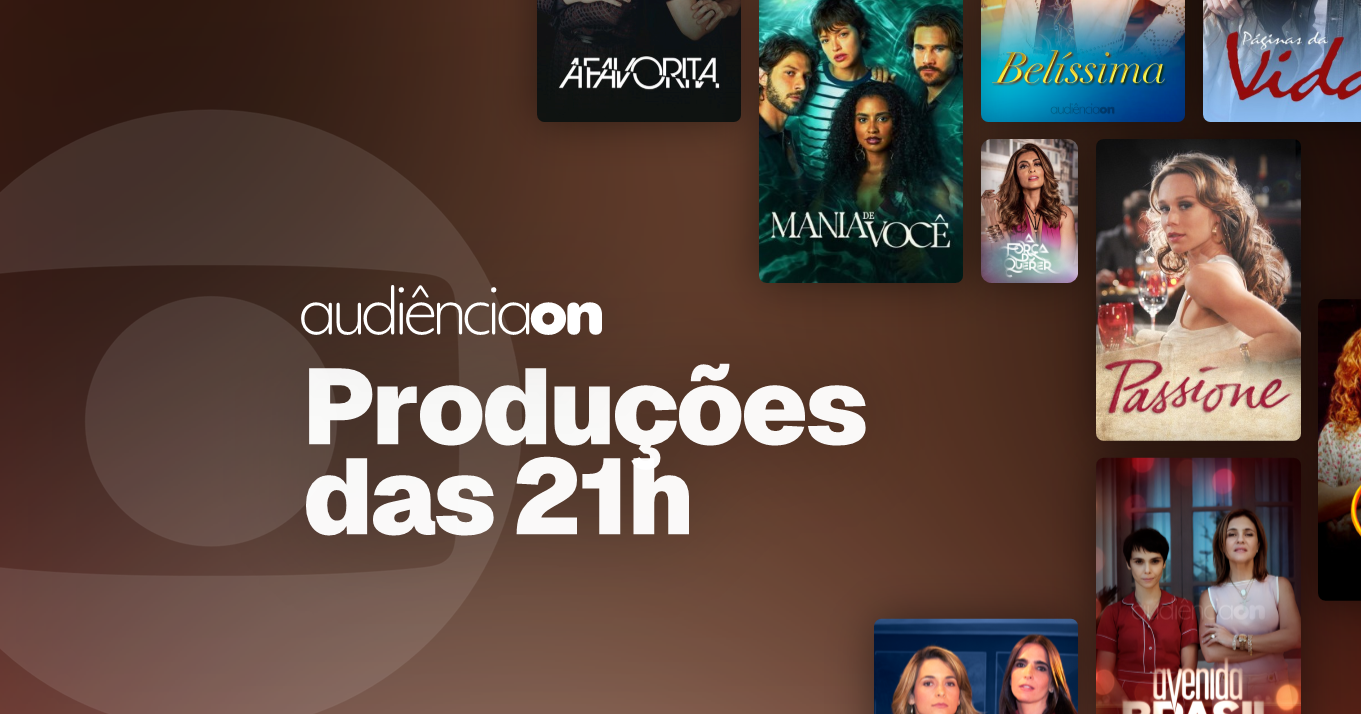 A FAVORITA
MANIA DE VOCÊ
Belíssima
audiênciaon
Páginas da
Vida
A
FORÇA
DO
QUERER
Passione
audiênciaon
Produções
das 21h
audiênciaon
avenida
BRASIL